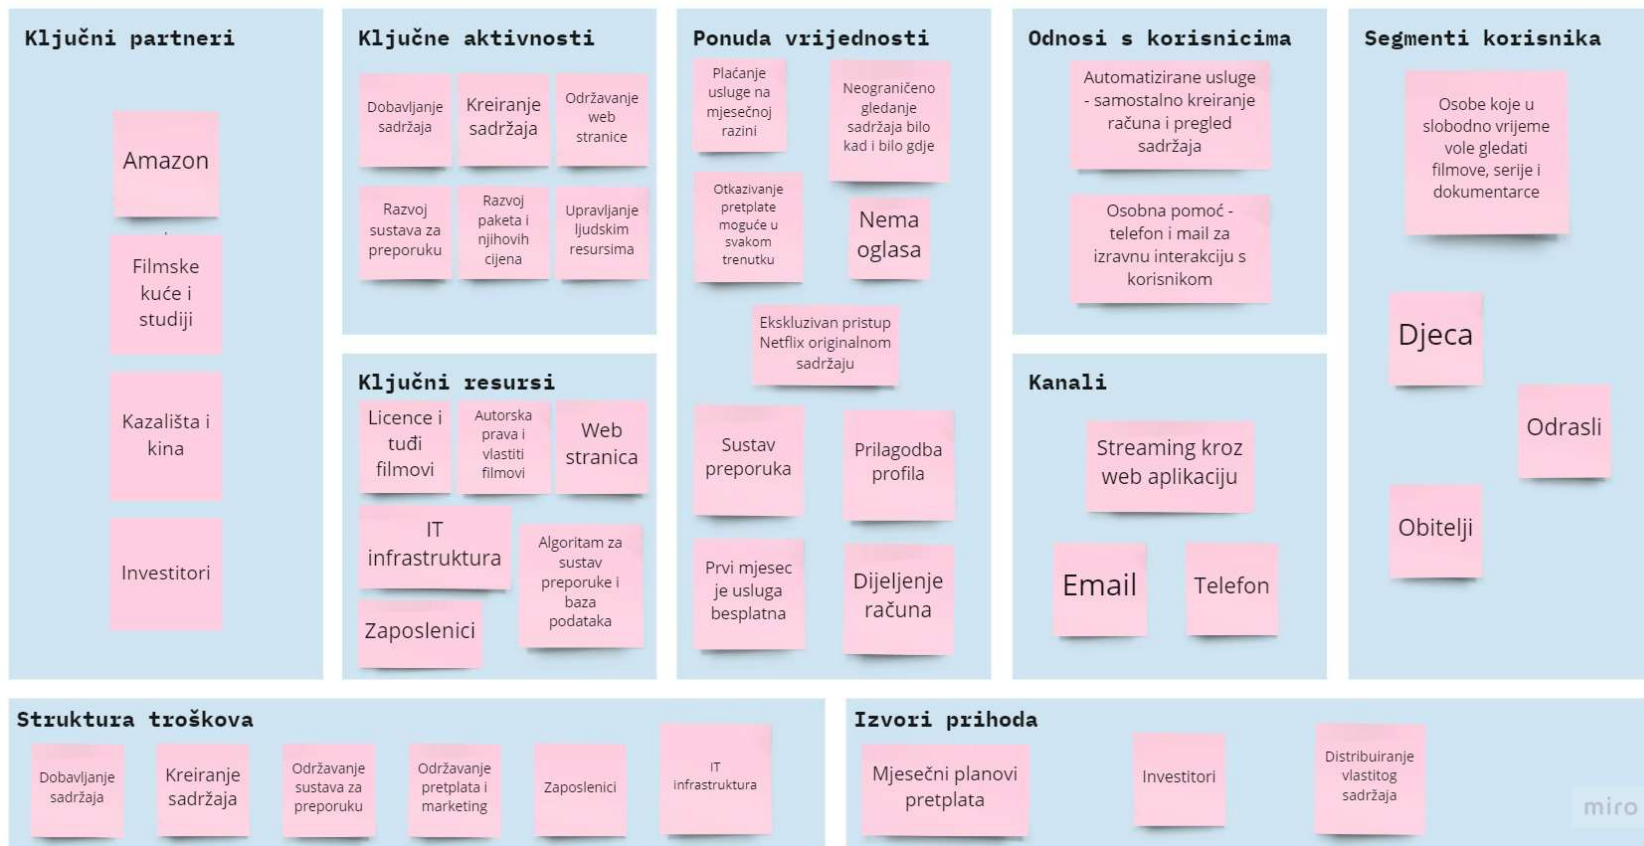 Ključni partneri
Amazon
Filmske
kuće i
studiji
Kazališta i
kina
Investitori
Ključne aktivnosti
Dobavljanje
sadržaja
Kreiranje
sadržaja
Održavanje
web
stranice
Razvoj
sustava za
preporuku
Razvoj
paketa i
njihovih
cijena
Upravljanje
ljudskim
resursima
Ključni resursi
Licence i
tuđi
filmovi
Autorska
prava i
vlastiti
filmovi
Web
stranica
IT
infrastruktura
Algoritam za
sustav
preporuke i
baza
podataka
Zaposlenici
Ponuda vrijednosti
Plaćanje
usluge na
mjesečnoj
razini
Neograničeno
gledanje
sadržaja bilo
kad i bilo gdje
Otkazivanje
pretplate
moguće u
svakom
trenutku
Nema
oglasa
Ekskluzivan pristup
Netflix originalnom
sadržaju
Sustav
preporuka
Prilagodba
profila
Prvi mjesec
je usluga
besplatna
Dijeljenje
računa
Odnosi s korisnicima
Automatizirane usluge
- samostalno kreiranje
računa i pregled
sadržaja
Osobna pomoć -
telefon i mail za
izravnu interakciju s
korisnikom
Kanali
Streaming kroz
web aplikaciju
Email
Telefon
Segmenti korisnika
Osobe koje u
slobodno vrijeme
vole gledati
filmove, serije i
dokumentarce
Djeca
Odrasli
Obitelji
Struktura troškova
Dobavljanje
sadržaja
Kreiranje
sadržaja
Održavanje
sustava za
preporuku
Održavanje
pretplata i
marketing
Zaposlenici
IT
infrastruktura
Izvori prihoda
Mjesečni planovi
pretplata
Investitori
Distribuiranje
vlastitog
sadržaja
miro